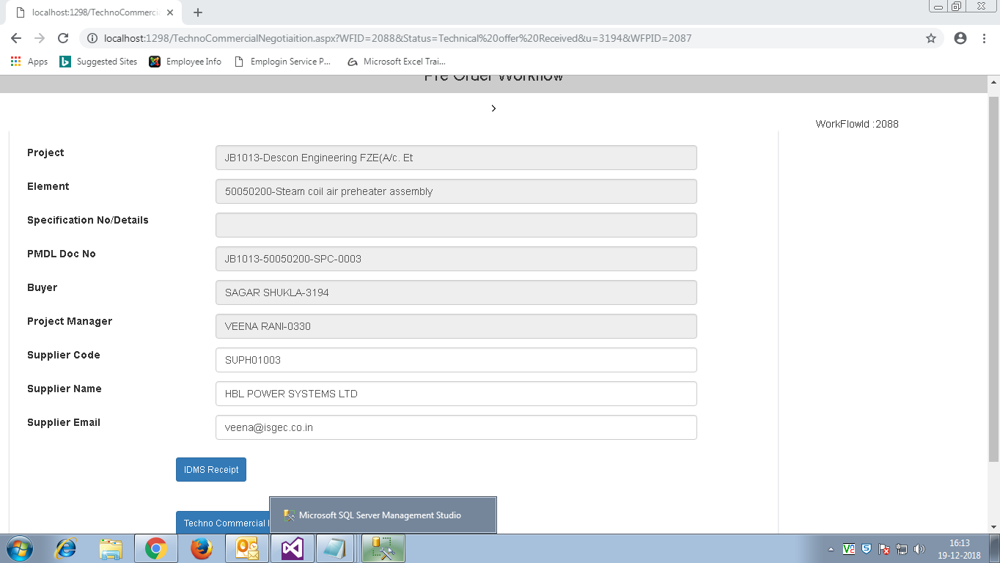 localhost:1298/TechnoCommercia
localhost:1298/TechnoCommercialNegotiaition.aspx?WFID=2088&Status=Technical%20offer%20Received&u=3194&WFPID=2087
Apps Suggested Sites Employee Info Emplogin Service P... Microsoft Excel Trai...
Pre Order Workflow
>
WorkFlowId :2088
Project JB1013-Descon Engineering FZE(A/c. Et
Element 50050200-Steam coil air preheater assembly
Specification No/Details
PMDL Doc No JB1013-50050200-SPC-0003
Buyer SAGAR SHUKLA-3194
Project Manager VEENA RANI-0330
Supplier Code SUPH01003
Supplier Name HBL POWER SYSTEMS LTD
Supplier Email veena@isgec.co.in
IDMS Receipt
Techno Commercial
Microsoft SQL Server Management Studio
16:13
19-12-2018